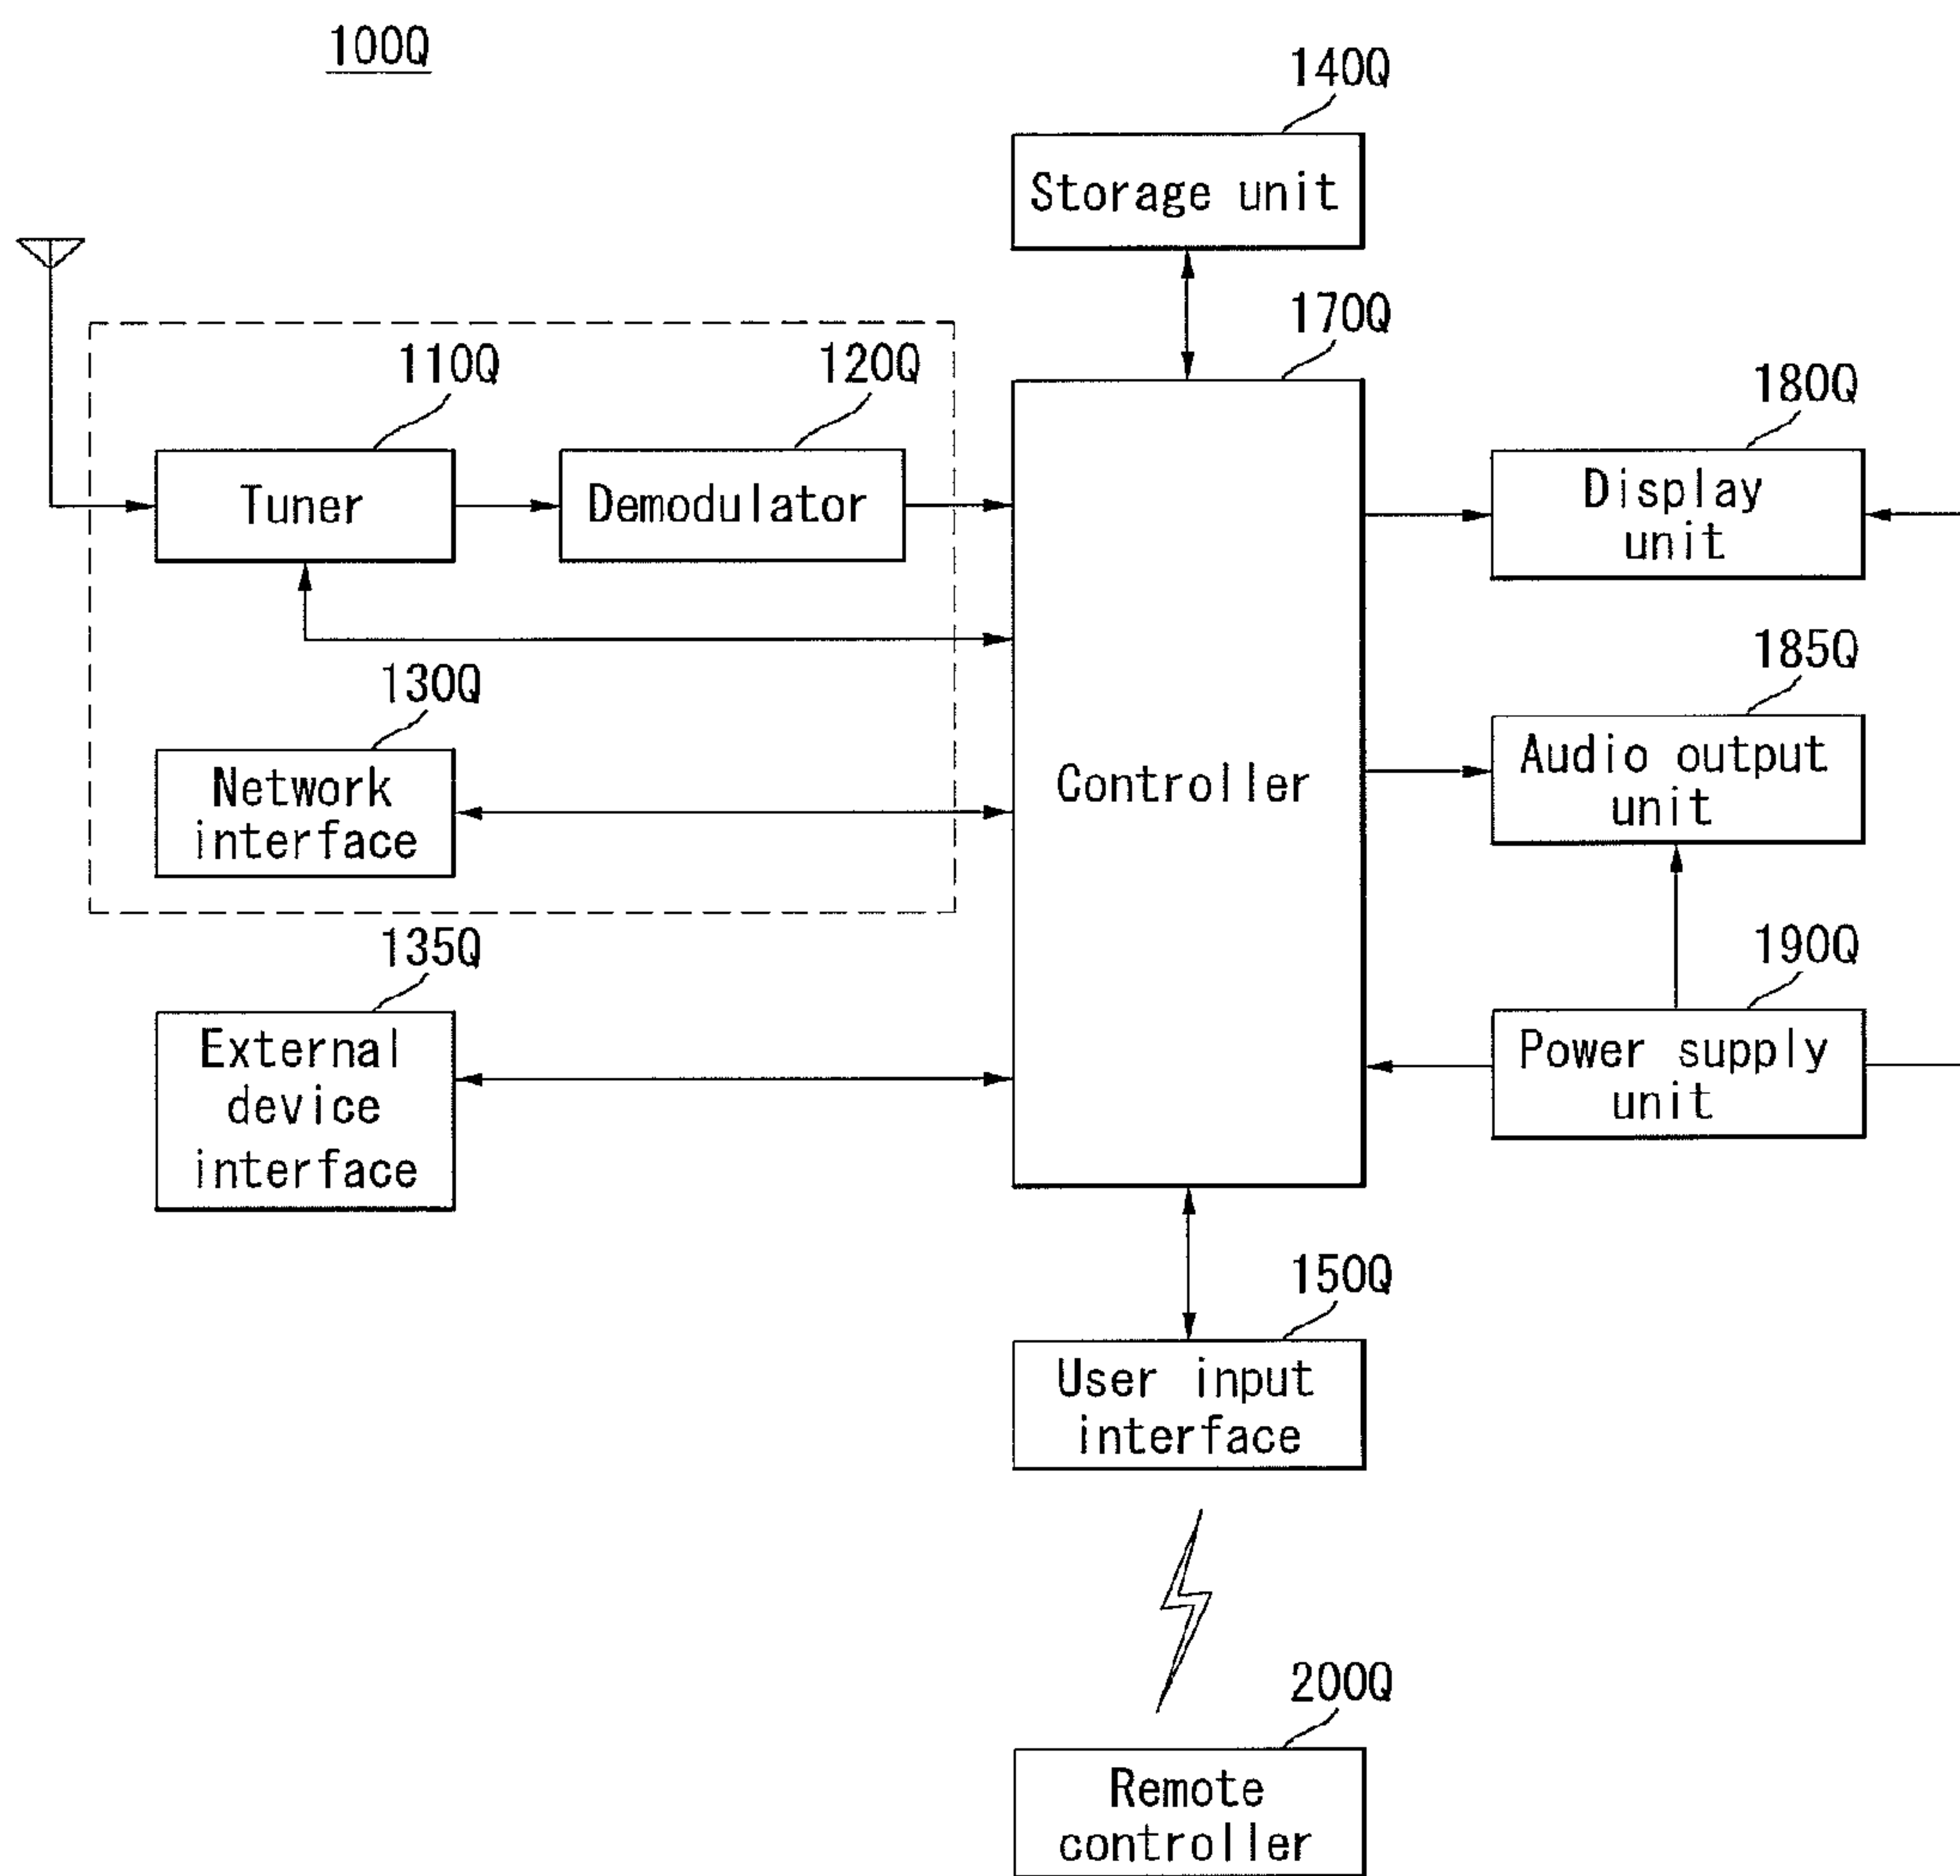 100Q
140Q
Storage unit
170Q
110Q
120Q
180Q
Tuner
Demodulator
Display
unit
130Q
185Q
Network
interface
Controller
Audio output
unit
135Q
190Q
External
device
interface
Power supply
unit
150Q
User input
interface
200Q
Remote
controller